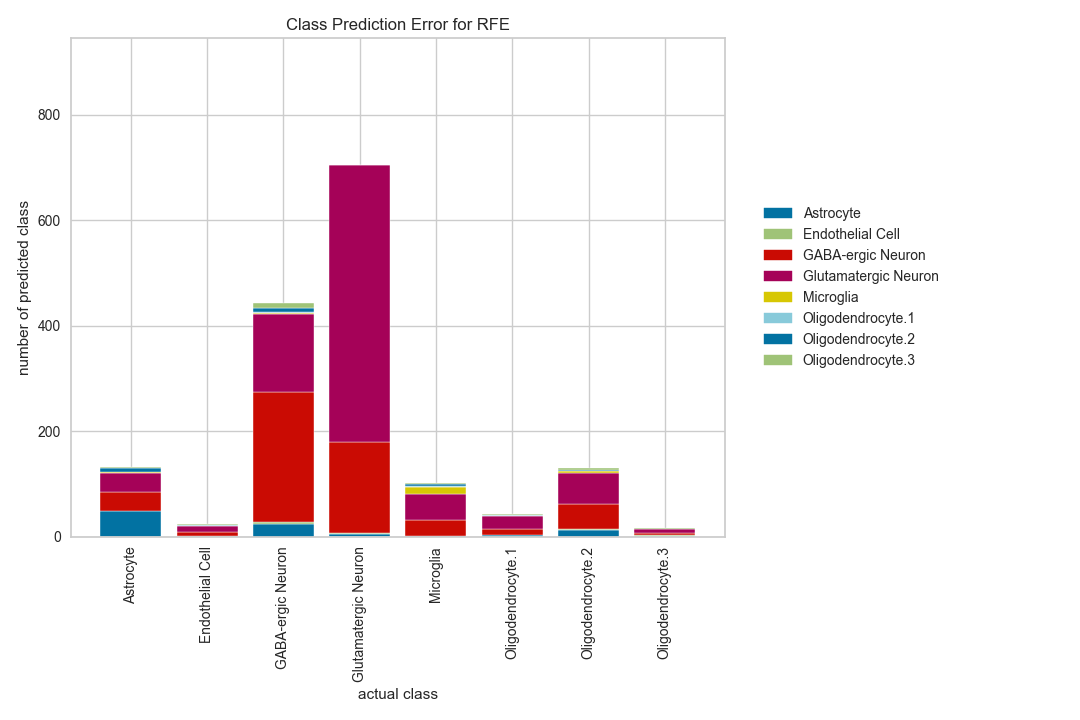 Class Prediction Error for RFE
number of predicted class
800
600
400
200
0
Astrocyte
Endothelial Cell
GABA-ergic Neuron
Glutamatergic Neuron
Microglia
Oligodendrocyte.1
Oligodendrocyte.2
Oligodendrocyte.3
actual class
Astrocyte
Endothelial Cell
GABA-ergic Neuron
Glutamatergic Neuron
Microglia
Oligodendrocyte.1
Oligodendrocyte.2
Oligodendrocyte.3